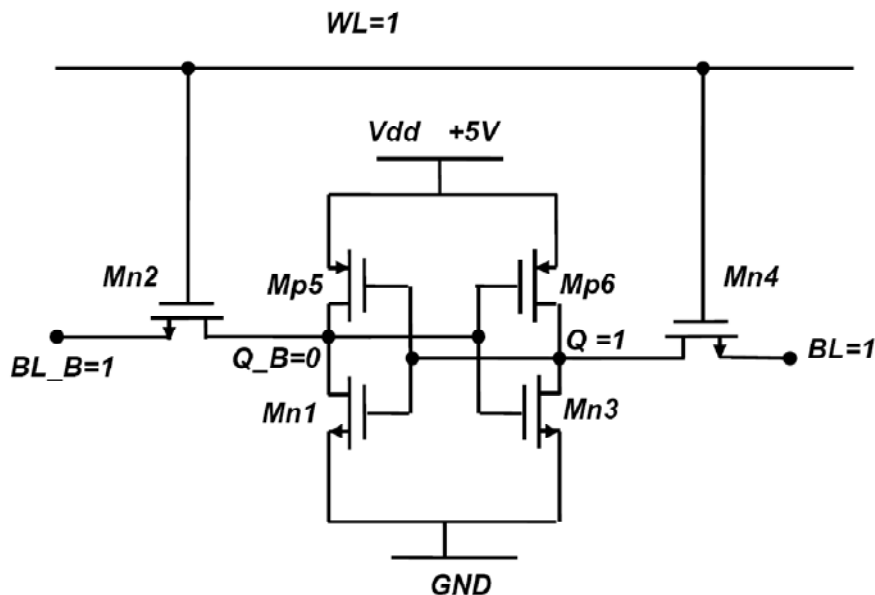 WL=1
Vdd +5V
Mn2
Mp5
Mp6
Mn4
BL_B=1
Q_B=0
Q =1
BL=1
Mn1
Mn3
GND